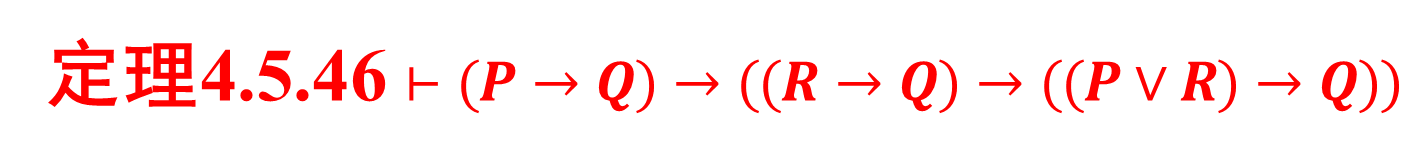 定理4.5.46 ⊢ (P → Q) → ((R → Q) → ((P ∨ R) → Q))